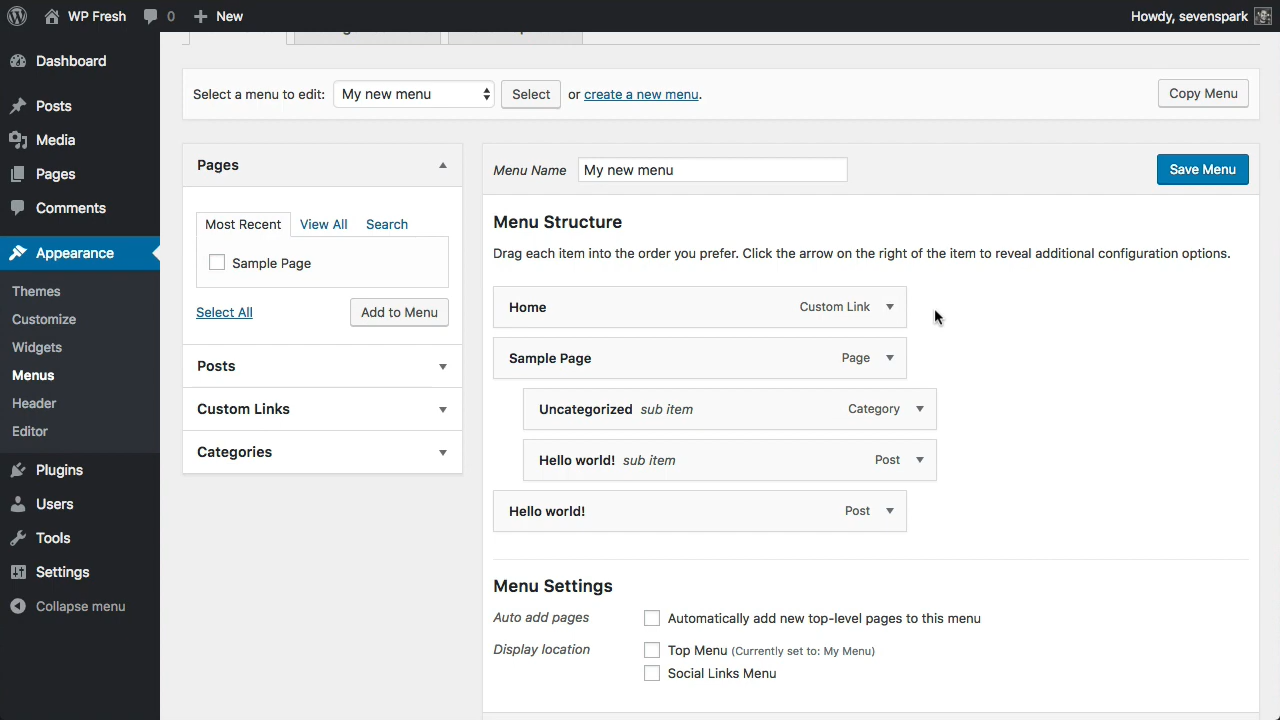 WP Fresh 0 New Howdy, sevenspark
Dashboard
Posts
Media
Pages
Comments
Appearance
Themes
Customize
Widgets
Menus
Header
Editor
Plugins
Users
Tools
Settings
Collapse menu
Select a menu to edit: My new menu Select or create a new menu. Copy Menu
Pages
Most Recent View All Search
Sample Page
Select All Add to Menu
Posts
Custom Links
Categories
Menu Name My new menu Save Menu
Menu Structure
Drag each item into the order you prefer. Click the arrow on the right of the item to reveal additional configuration options.
Home Custom Link
Sample Page Page
Uncategorized sub item Category
Hello world! sub item Post
Hello world! Post
Menu Settings
Auto add pages Automatically add new top-level pages to this menu
Display location Top Menu (Currently set to: My Menu)
Social Links Menu